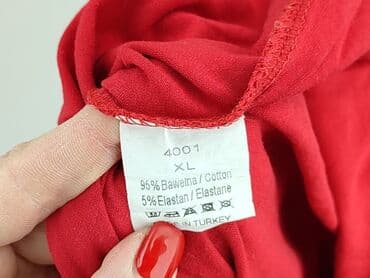 4001
XL
95% Bawełna / Cotton
5% Elastan / Elastane
IN TURKEY